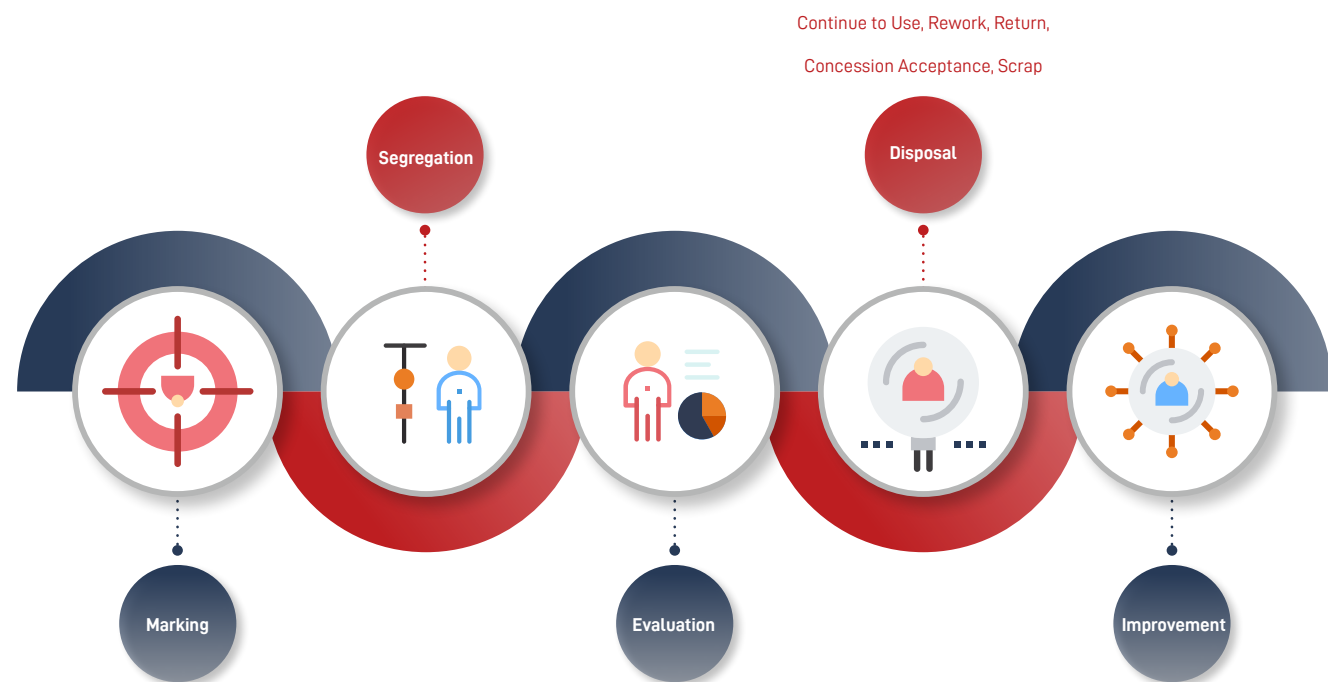 Continue to Use, Rework, Return,
Concession Acceptance, Scrap
Segregation
Disposal
Marking
Evaluation
Improvement